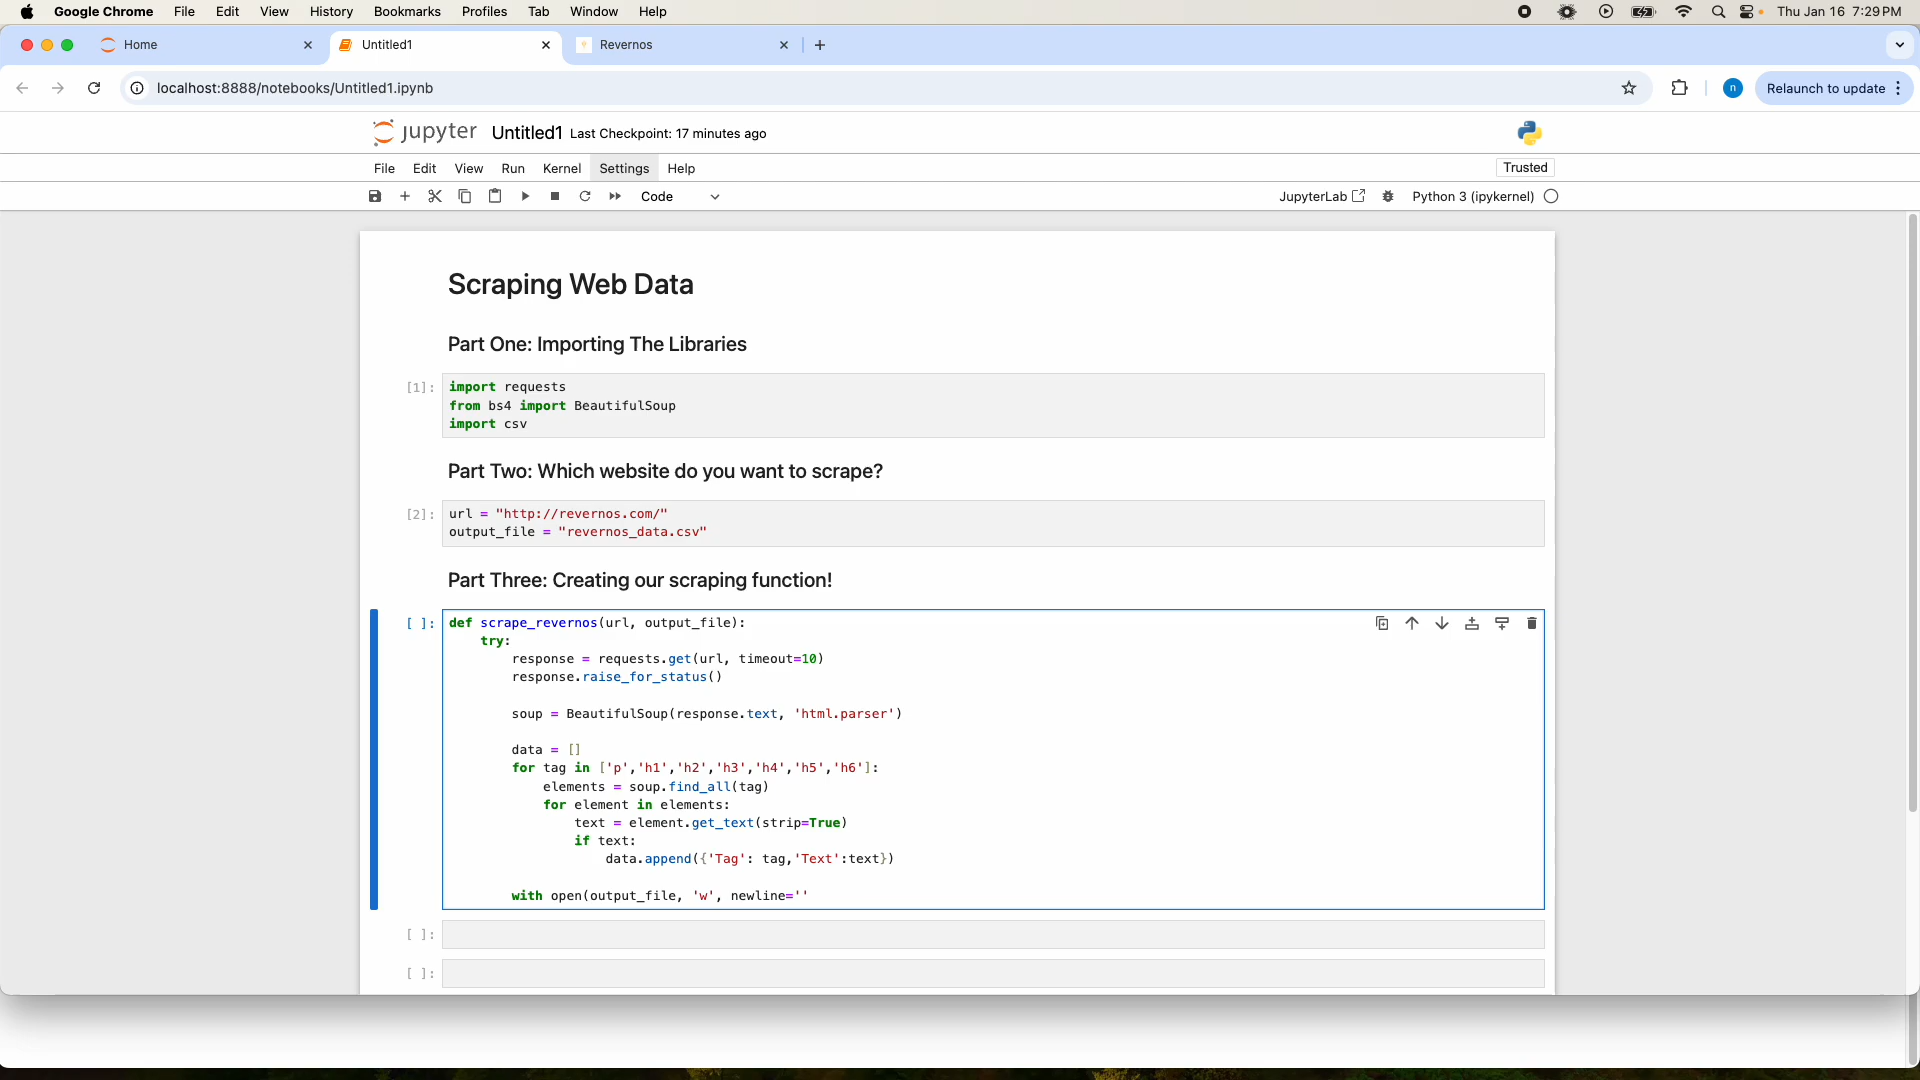 Google Chrome File Edit View History Bookmarks Profiles Tab Window Help Thu Jan 16 7:29 PM
Home Untitled1 Revernos
localhost:8888/notebooks/Untitled1.ipynb n Relaunch to update
jupyter Untitled1 Last Checkpoint: 17 minutes ago
File Edit View Run Kernel Settings Help Trusted
Code JupyterLab Python 3 (ipykernel)
Scraping Web Data
Part One: Importing The Libraries
[1]: import requests
from bs4 import BeautifulSoup
import csv
Part Two: Which website do you want to scrape?
[2]: url = "http://revernos.com/"
output_file = "revernos_data.csv"
Part Three: Creating our scraping function!
[ ]: def scrape_revernos(url, output_file):
try:
response = requests.get(url, timeout=10)
response.raise_for_status()
soup = BeautifulSoup(response.text, 'html.parser')
data = []
for tag in ['p','h1','h2','h3','h4','h5','h6']:
elements = soup.find_all(tag)
for element in elements:
text = element.get_text(strip=True)
if text:
data.append({'Tag': tag,'Text':text})
with open(output_file, 'w', newline=''
[ ]:
[ ]: